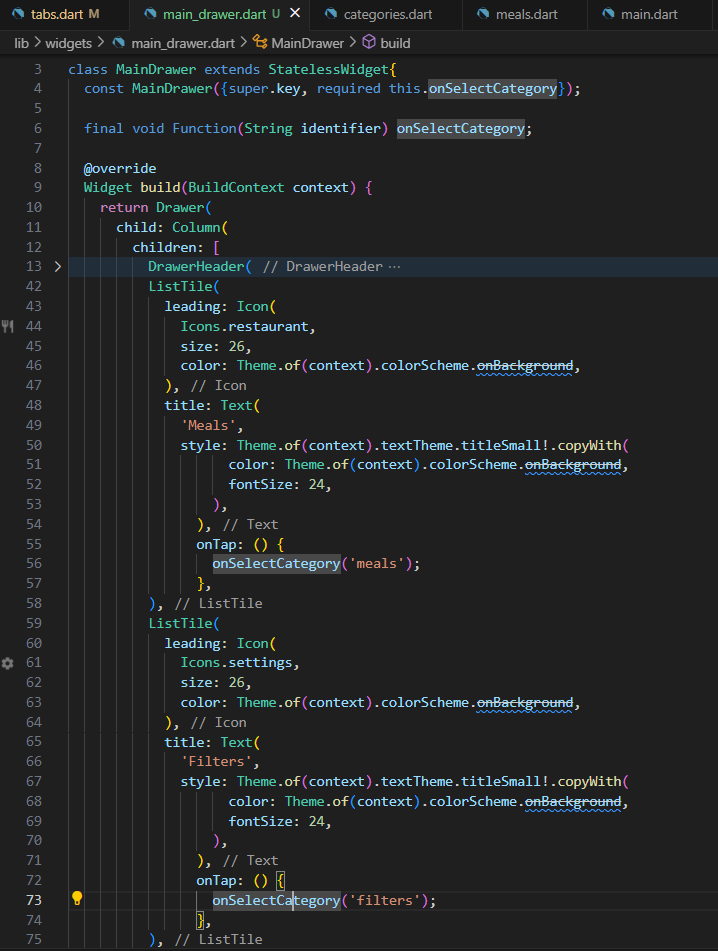 tabs.dart M main_drawer.dart U × categories.dart meals.dart main.dart
lib > widgets > main_drawer.dart > MainDrawer > build
3 class MainDrawer extends StatelessWidget{
4 const MainDrawer({super.key, required this.onSelectCategory});
5
6 final void Function(String identifier) onSelectCategory;
7
8 @override
9 Widget build(BuildContext context) {
10 return Drawer(
11 child: Column(
12 children: [
13 > DrawerHeader( // DrawerHeader ···
42 ListTile(
43 leading: Icon(
44 Icons.restaurant,
45 size: 26,
46 color: Theme.of(context).colorScheme.onBackground,
47 ), // Icon
48 title: Text(
49 'Meals',
50 style: Theme.of(context).textTheme.titleSmall!.copyWith(
51 color: Theme.of(context).colorScheme.onBackground,
52 fontSize: 24,
53 ),
54 ), // Text
55 onTap: () {
56 onSelectCategory('meals');
57 },
58 ), // ListTile
59 ListTile(
60 leading: Icon(
61 Icons.settings,
62 size: 26,
63 color: Theme.of(context).colorScheme.onBackground,
64 ), // Icon
65 title: Text(
66 'Filters',
67 style: Theme.of(context).textTheme.titleSmall!.copyWith(
68 color: Theme.of(context).colorScheme.onBackground,
69 fontSize: 24,
70 ),
71 ), // Text
72 onTap: () {
73 onSelectCategory('filters');
74 },
75 ), // ListTile